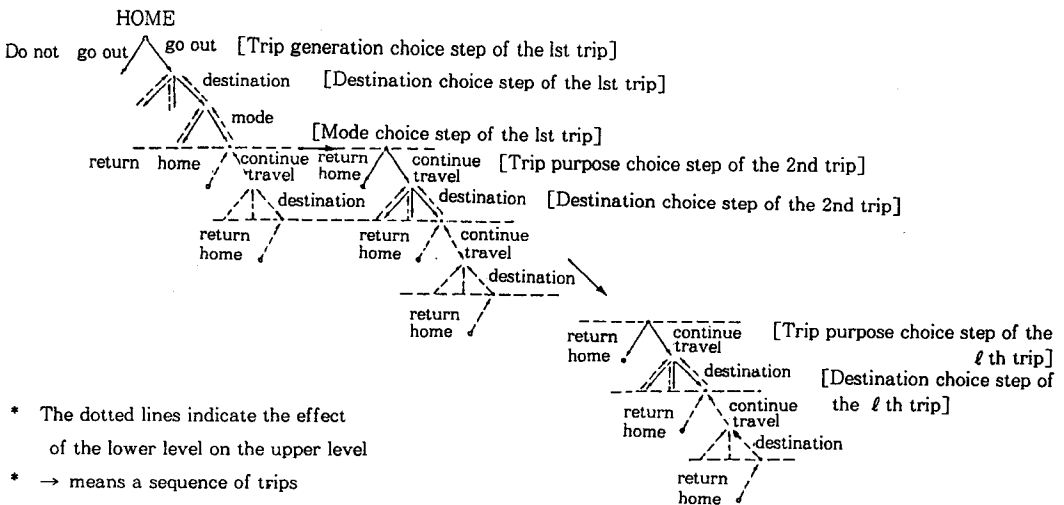 HOME
Do not go out go out [Trip generation choice step of the 1st trip]
destination [Destination choice step of the 1st trip]
mode
[Mode choice step of the 1st trip]
return home continue travel return home continue travel [Trip purpose choice step of the 2nd trip]
destination destination [Destination choice step of the 2nd trip]
return home return home continue travel
destination
return home
return home continue travel [Trip purpose choice step of the ℓ th trip]
destination [Destination choice step of the ℓ th trip]
return home continue travel
destination
return home
* The dotted lines indicate the effect
of the lower level on the upper level
* → means a sequence of trips